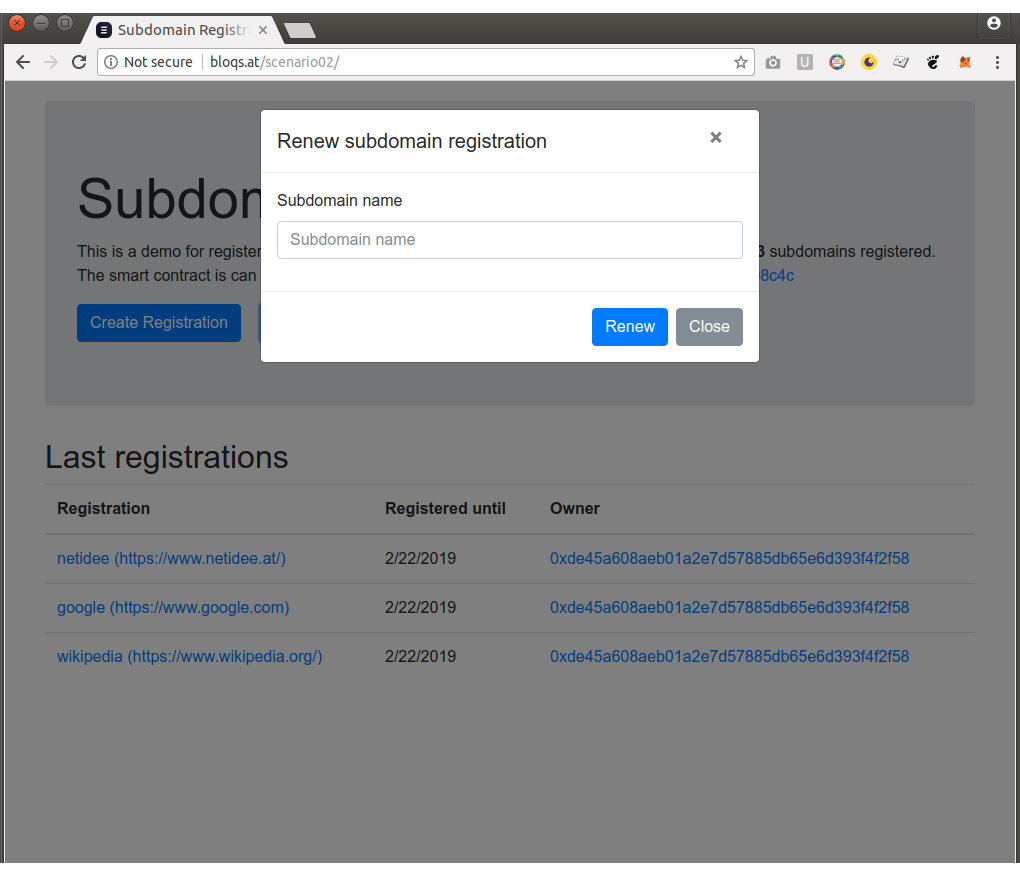 Subdomain Registr
Not secure | bloqs.at/scenario02/
Renew subdomain registration
Subdomain name
Subdomain name
Renew Close
This is a demo for 3 subdomains registered.
The smart contract is can 8c4c
Create Registration
Last registrations
Registration Registered until Owner
netidee (https://www.netidee.at/) 2/22/2019 0xde45a608aeb01a2e7d57885db65e6d393f4f2f58
google (https://www.google.com) 2/22/2019 0xde45a608aeb01a2e7d57885db65e6d393f4f2f58
wikipedia (https://www.wikipedia.org/) 2/22/2019 0xde45a608aeb01a2e7d57885db65e6d393f4f2f58